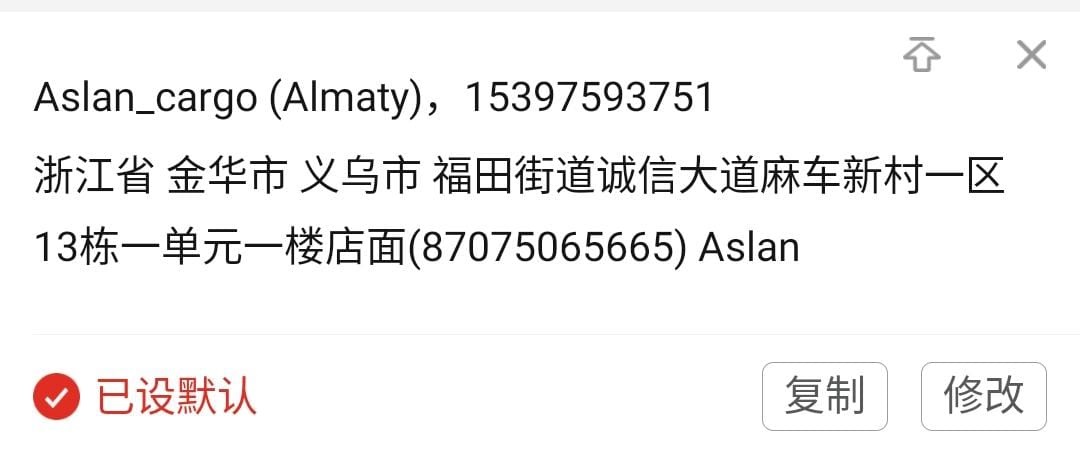 Aslan_cargo (Almaty)，15397593751
浙江省 金华市 义乌市 福田街道诚信大道麻车新村一区
13栋一单元一楼店面(87075065665) Aslan
已设默认
复制
修改